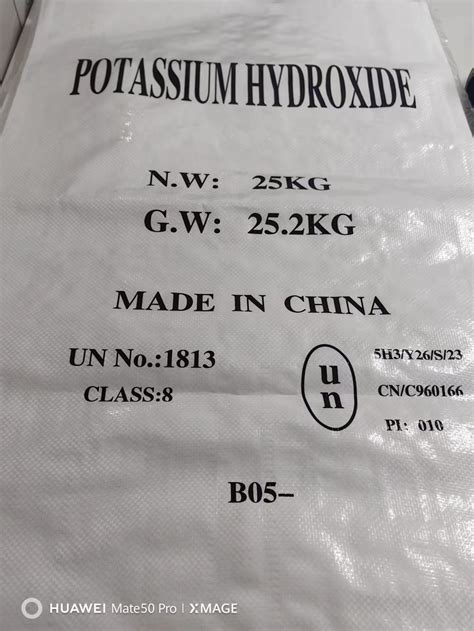 POTASSIUM HYDROXIDE
N.W: 25KG
G.W: 25.2KG
MADE IN CHINA
UN No.:1813
CLASS:8
un
5H3/Y26/S/23
CN/C960166
PI: 010
B05-
HUAWEI Mate50 Pro | XMAGE